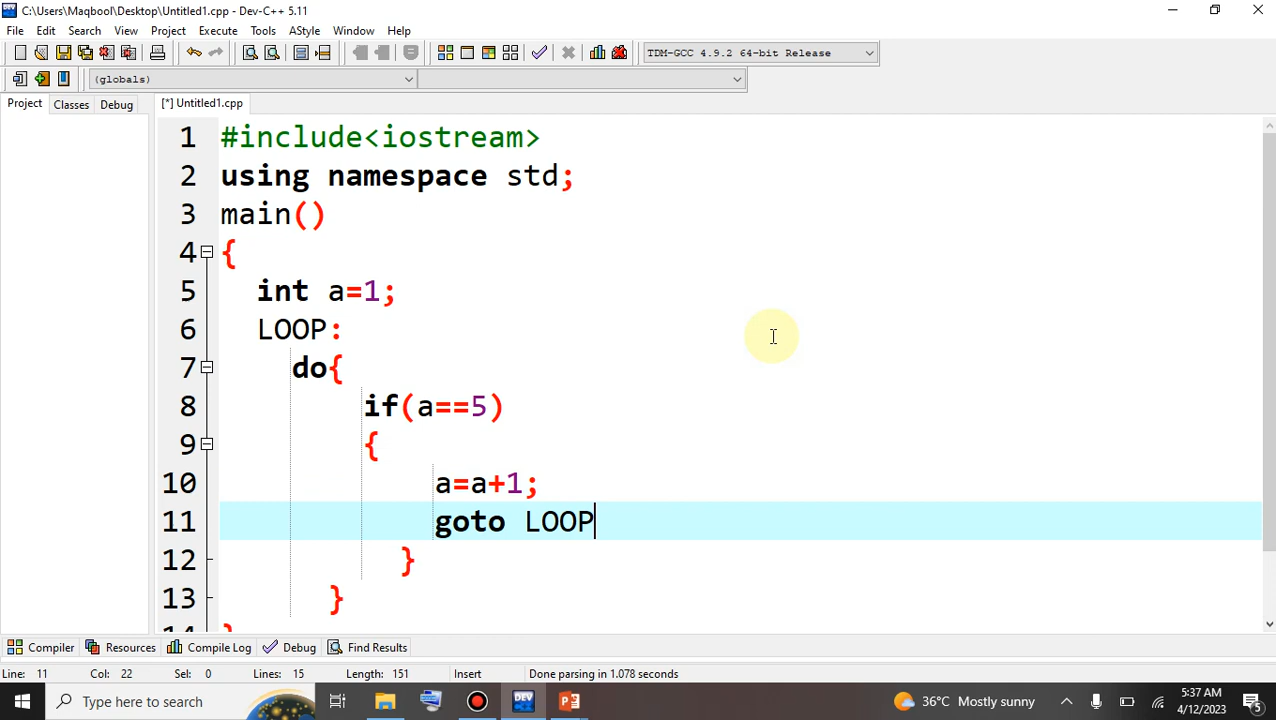 C:\Users\Maqbool\Desktop\Untitled1.cpp - Dev-C++ 5.11
File Edit Search View Project Execute Tools AStyle Window Help
TDM-GCC 4.9.2 64-bit Release
(globals)
Project Classes Debug [*] Untitled1.cpp
1 #include<iostream>
2 using namespace std;
3 main()
4 {
5 int a=1;
6 LOOP:
7 do{
8 if(a==5)
9 {
10 a=a+1;
11 goto LOOP
12 }
13 }
14 }
Compiler Resources Compile Log Debug Find Results
Line: 11 Col: 22 Sel: 0 Lines: 15 Length: 151 Insert Done parsing in 1.078 seconds
Type here to search DEV 36°C Mostly sunny 5:37 AM
4/12/2023 5